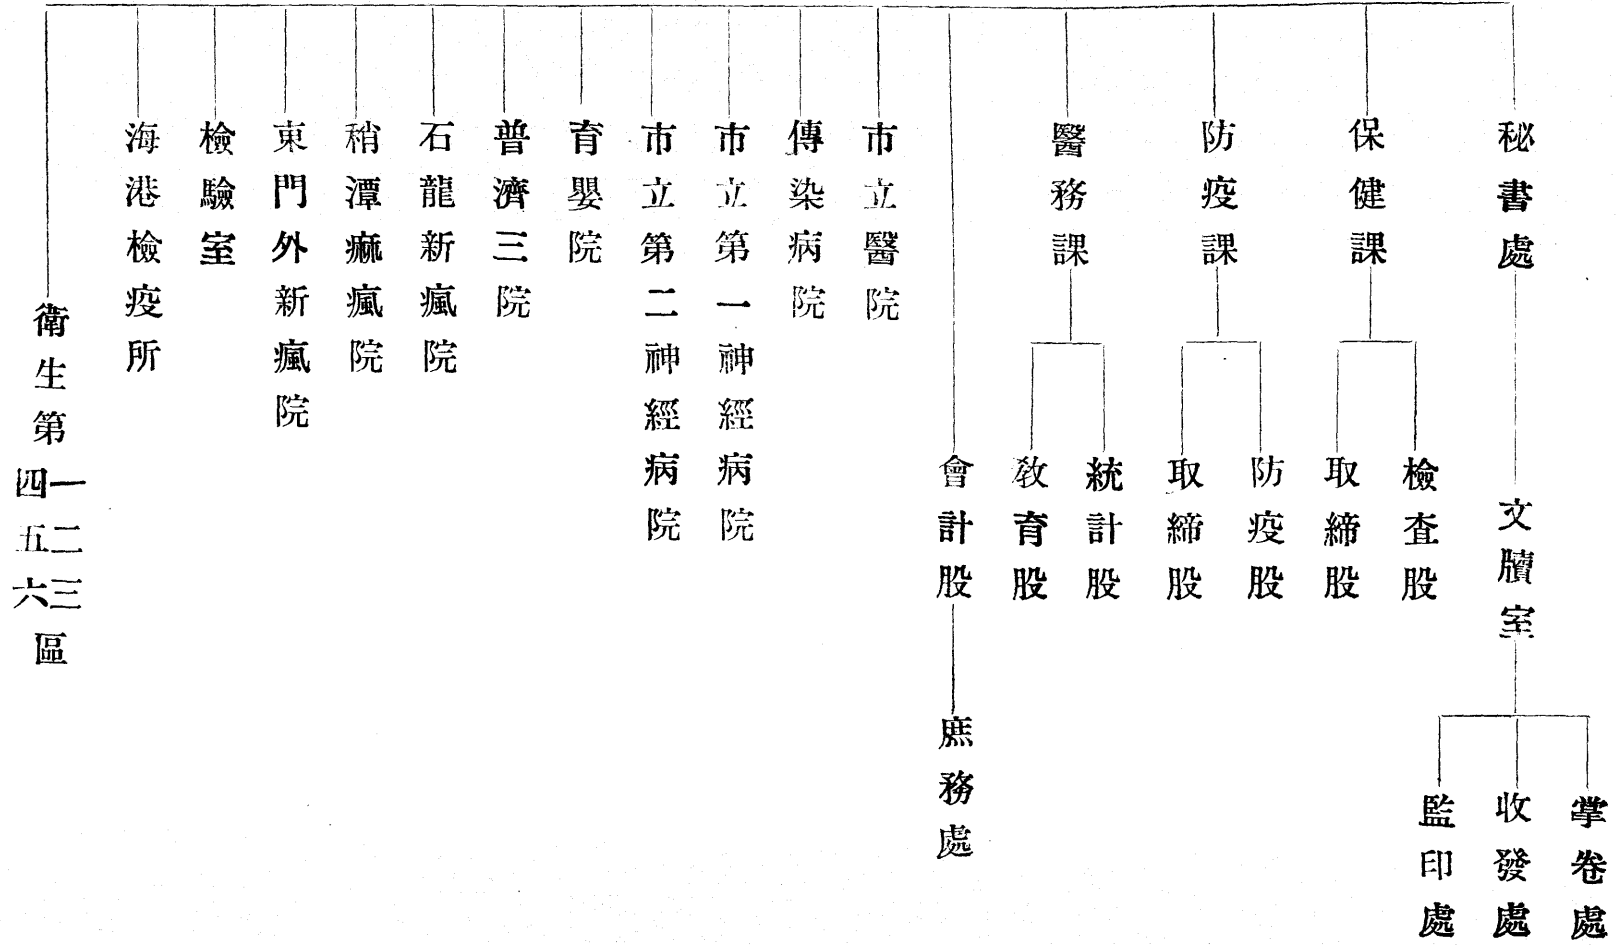 秘書處
文牘室
掌卷處
收發處
監印處
保健課
檢查股
取締股
防疫課
防疫股
取締股
醫務課
統計股
教育股
會計股
庶務處
市立醫院
傳染病院
市立第一神經病院
市立第二神經病院
育嬰院
普濟三院
石龍新瘋院
稍潭痲瘋院
東門外新瘋院
檢驗室
海港檢疫所
衛生第一二三四五六區